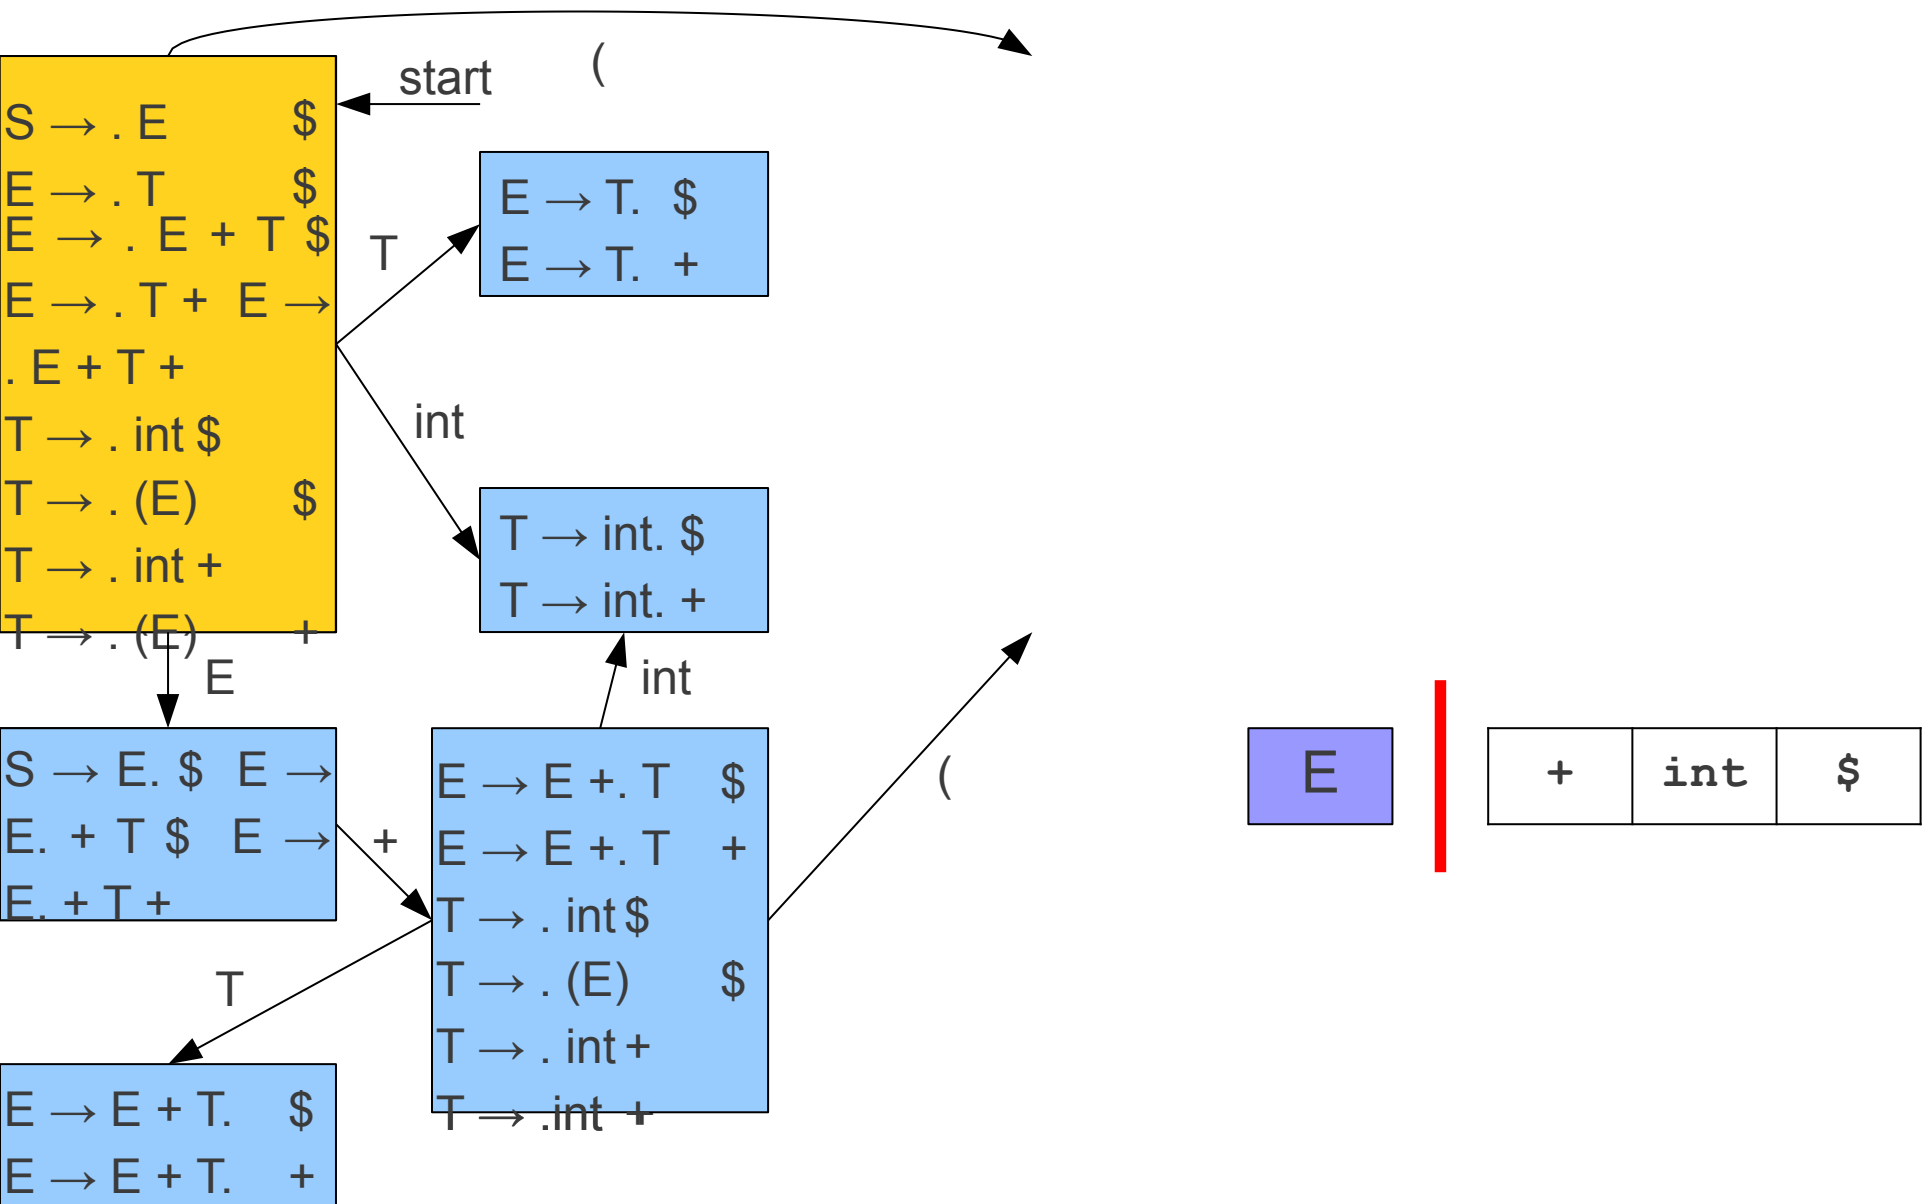 (
start
S → . E $
E → . T $
E → . E + T $
E → . T + E →
. E + T +
T → . int $
T → . (E) $
T → . int +
T → . (E) +
T
E → T. $
E → T. +
int
T → int. $
T → int. +
E
int
S → E. $ E →
E. + T $ E →
E. + T +
+
E → E +. T $
E → E +. T +
T → . int $
T → . (E) $
T → . int +
T → .int +
(
T
E → E + T. $
E → E + T. +
E
+ int $